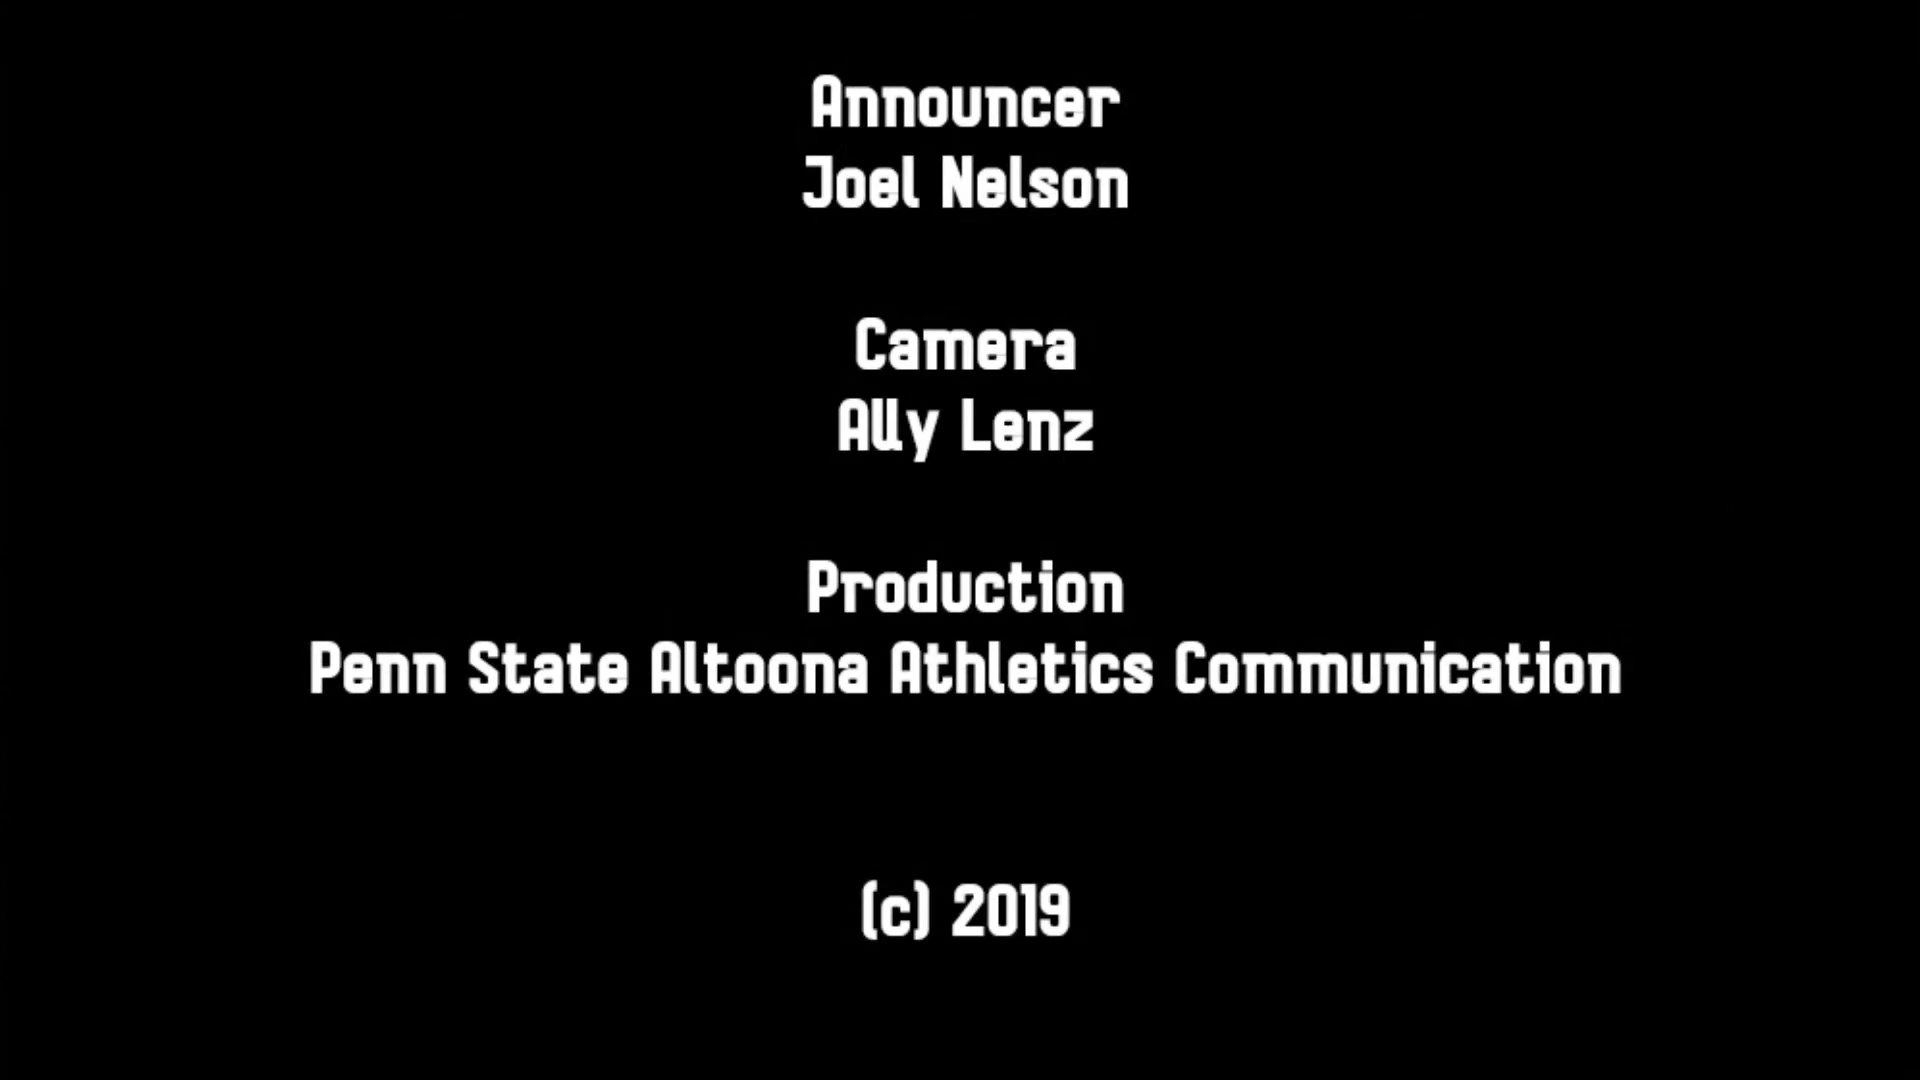 Announcer
Joel Nelson
Camera
Ally Lenz
Production
Penn State Altoona Athletics Communication
(c) 2019